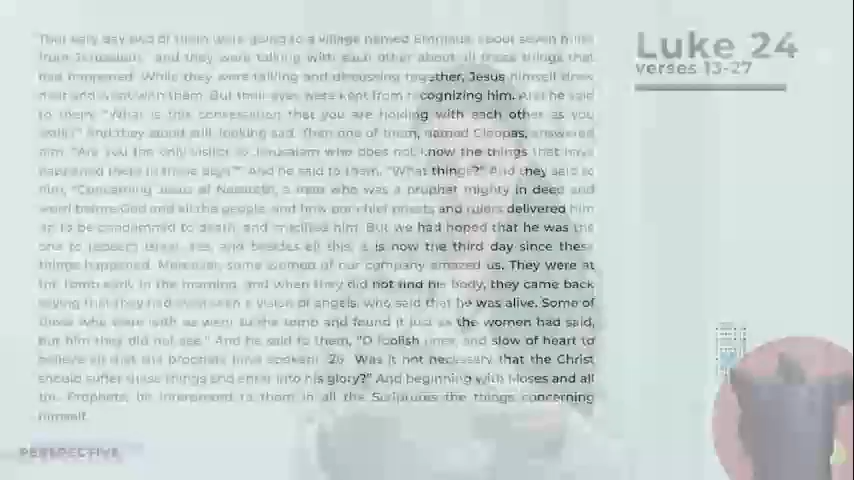 Luke 24
verses 13-27
That very day two of them were going to a village named Emmaus, about seven miles
from Jerusalem, and they were talking with each other about all these things that
had happened. While they were talking and discussing together, Jesus himself drew
near and went with them. But their eyes were kept from recognizing him. And he said
to them, "What is this conversation that you are holding with each other as you
walk?" And they stood still, looking sad. Then one of them, named Cleopas, answered
him, "Are you the only visitor to Jerusalem who does not know the things that have
happened there in these days?" And he said to them, "What things?" And they said to
him, "Concerning Jesus of Nazareth, a man who was a prophet mighty in deed and
word before God and all the people, and how our chief priests and rulers delivered him
up to be condemned to death, and crucified him. But we had hoped that he was the
one to redeem Israel. Yes, and besides all this, it is now the third day since these
things happened. Moreover, some women of our company amazed us. They were at
the tomb early in the morning, and when they did not find his body, they came back
saying that they had even seen a vision of angels, who said that he was alive. Some of
those who were with us went to the tomb and found it just as the women had said,
but him they did not see." And he said to them, "O foolish ones, and slow of heart to
believe all that the prophets have spoken! 26 Was it not necessary that the Christ
should suffer these things and enter into his glory?" And beginning with Moses and all
the Prophets, he interpreted to them in all the Scriptures the things concerning
himself.
PERSPECTIVE